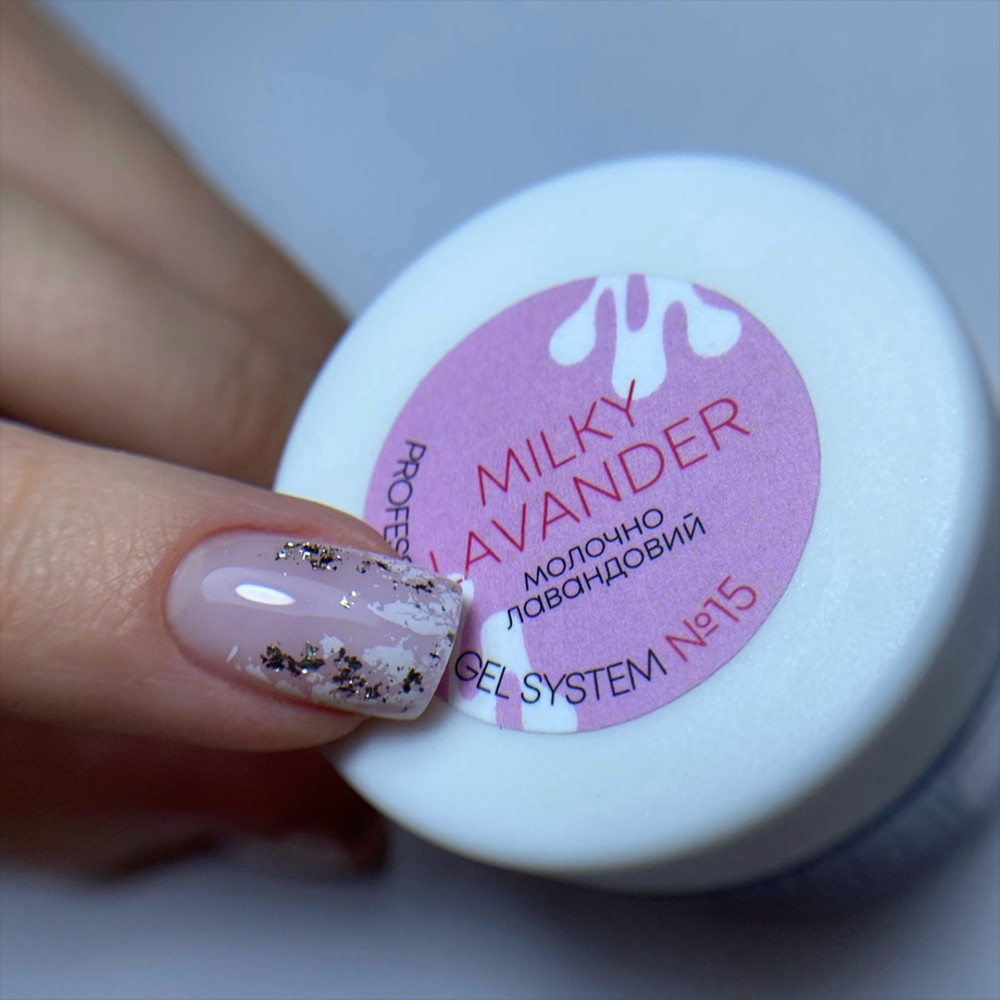 MILKY
LAVANDER
молочно
лавандовий
GEL SYSTEM №15